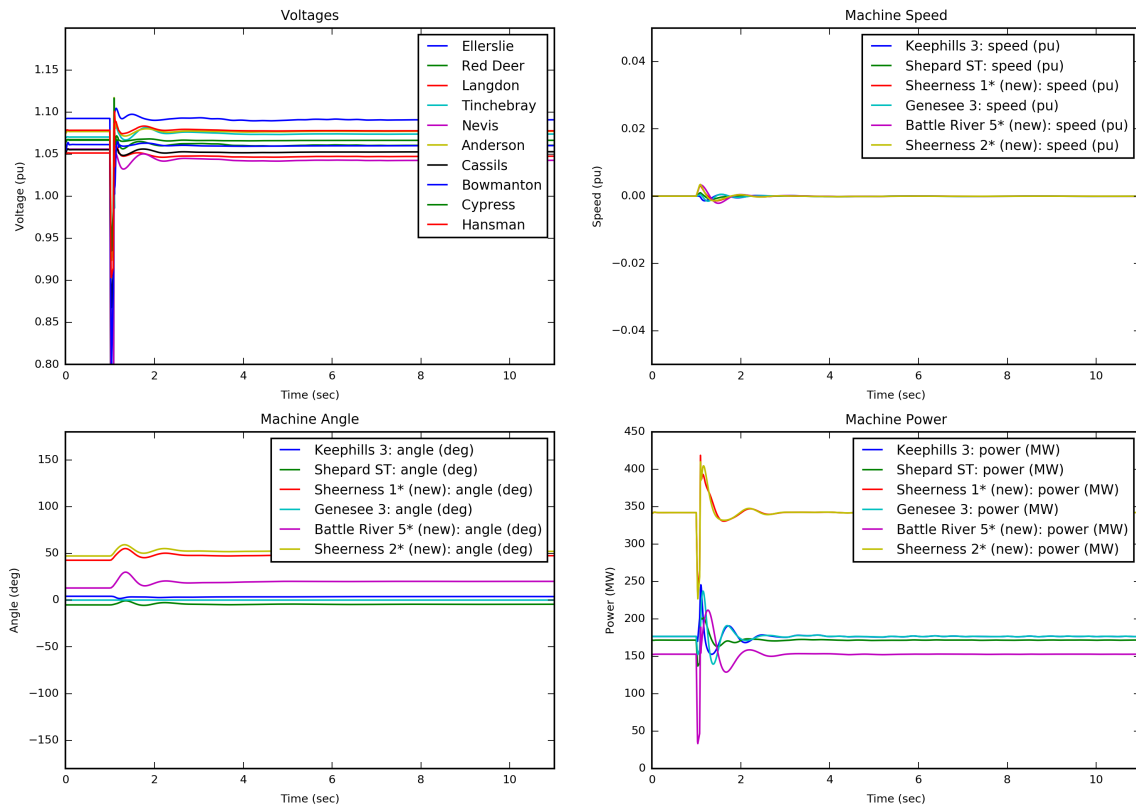 Voltages
1.15
1.10
1.05
1.00
0.95
0.90
0.85
0.80
Voltage (pu)
0
2
4
6
8
10
Time (sec)
Ellerslie
Red Deer
Langdon
Tinchebray
Nevis
Anderson
Cassils
Bowmanton
Cypress
Hansman
Machine Speed
0.04
0.02
0.00
−0.02
−0.04
Speed (pu)
0
2
4
6
8
10
Time (sec)
Keephills 3: speed (pu)
Shepard ST: speed (pu)
Sheerness 1* (new): speed (pu)
Genesee 3: speed (pu)
Battle River 5* (new): speed (pu)
Sheerness 2* (new): speed (pu)
Machine Angle
150
100
50
0
−50
−100
−150
Angle (deg)
0
2
4
6
8
10
Time (sec)
Keephills 3: angle (deg)
Shepard ST: angle (deg)
Sheerness 1* (new): angle (deg)
Genesee 3: angle (deg)
Battle River 5* (new): angle (deg)
Sheerness 2* (new): angle (deg)
Machine Power
450
400
350
300
250
200
150
100
50
0
Power (MW)
0
2
4
6
8
10
Time (sec)
Keephills 3: power (MW)
Shepard ST: power (MW)
Sheerness 1* (new): power (MW)
Genesee 3: power (MW)
Battle River 5* (new): power (MW)
Sheerness 2* (new): power (MW)